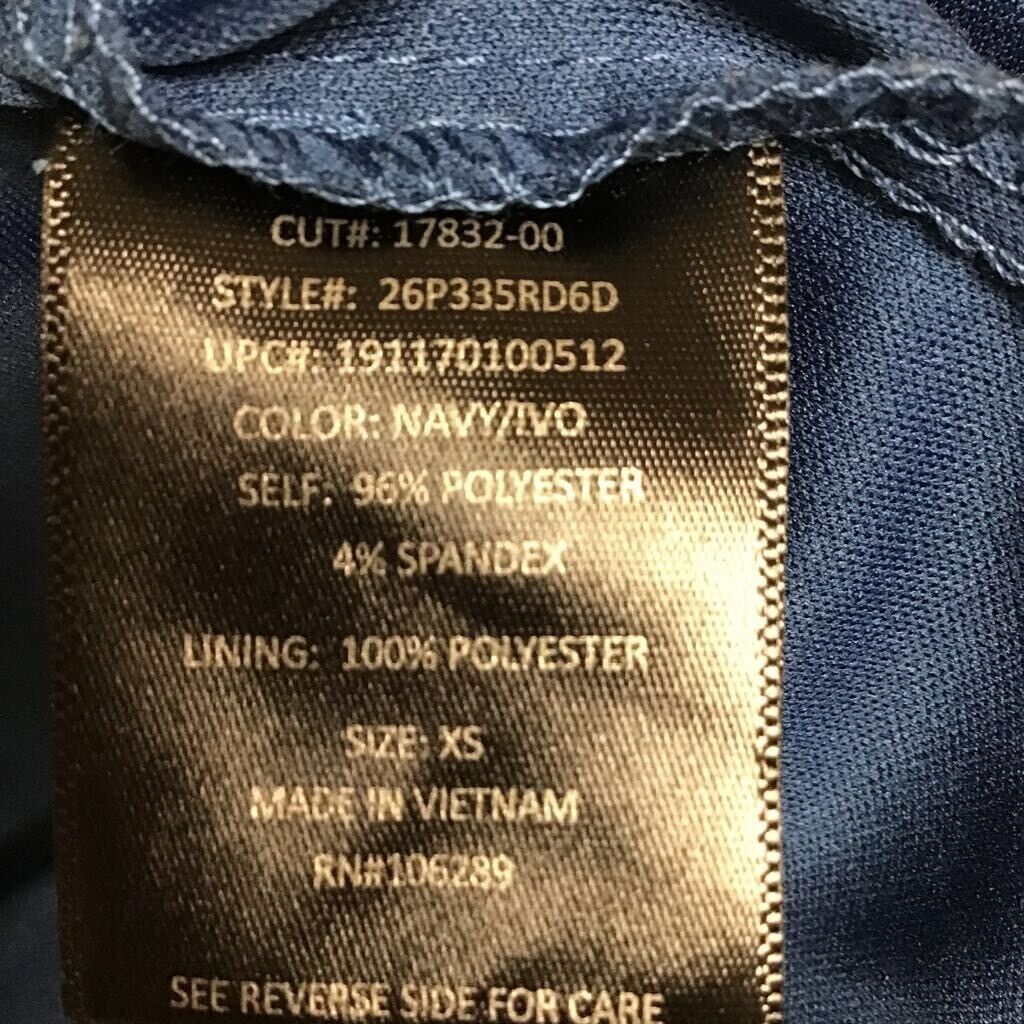 CUT#: 17832-00
STYLE#: 26P335RD6D
UPC#: 191170100512
COLOR: NAVY/IVO
SELF: 96% POLYESTER
4% SPANDEX
LINING: 100% POLYESTER
SIZE: XS
MADE IN VIETNAM
RN#106289
SEE REVERSE SIDE FOR CARE